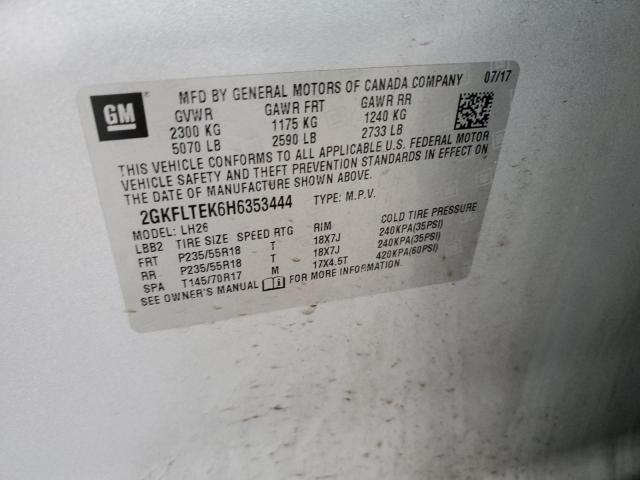 GM
MFD BY GENERAL MOTORS OF CANADA COMPANY 07/17
GVWR GAWR FRT GAWR RR
2300 KG 1175 KG 1240 KG
5070 LB 2590 LB 2733 LB
THIS VEHICLE CONFORMS TO ALL APPLICABLE U.S. FEDERAL MOTOR
VEHICLE SAFETY AND THEFT PREVENTION STANDARDS IN EFFECT ON
THE DATE OF MANUFACTURE SHOWN ABOVE.
2GKFLTEK6H6353444 TYPE: M.P.V.
MODEL: LH26
LBB2 TIRE SIZE SPEED RTG RIM COLD TIRE PRESSURE
FRT P235/55R18 T 18X7J 240KPA(35PSI)
RR P235/55R18 T 18X7J 240KPA(35PSI)
SPA T145/70R17 M 17X4.5T 420KPA(60PSI)
SEE OWNER'S MANUAL FOR MORE INFORMATION.